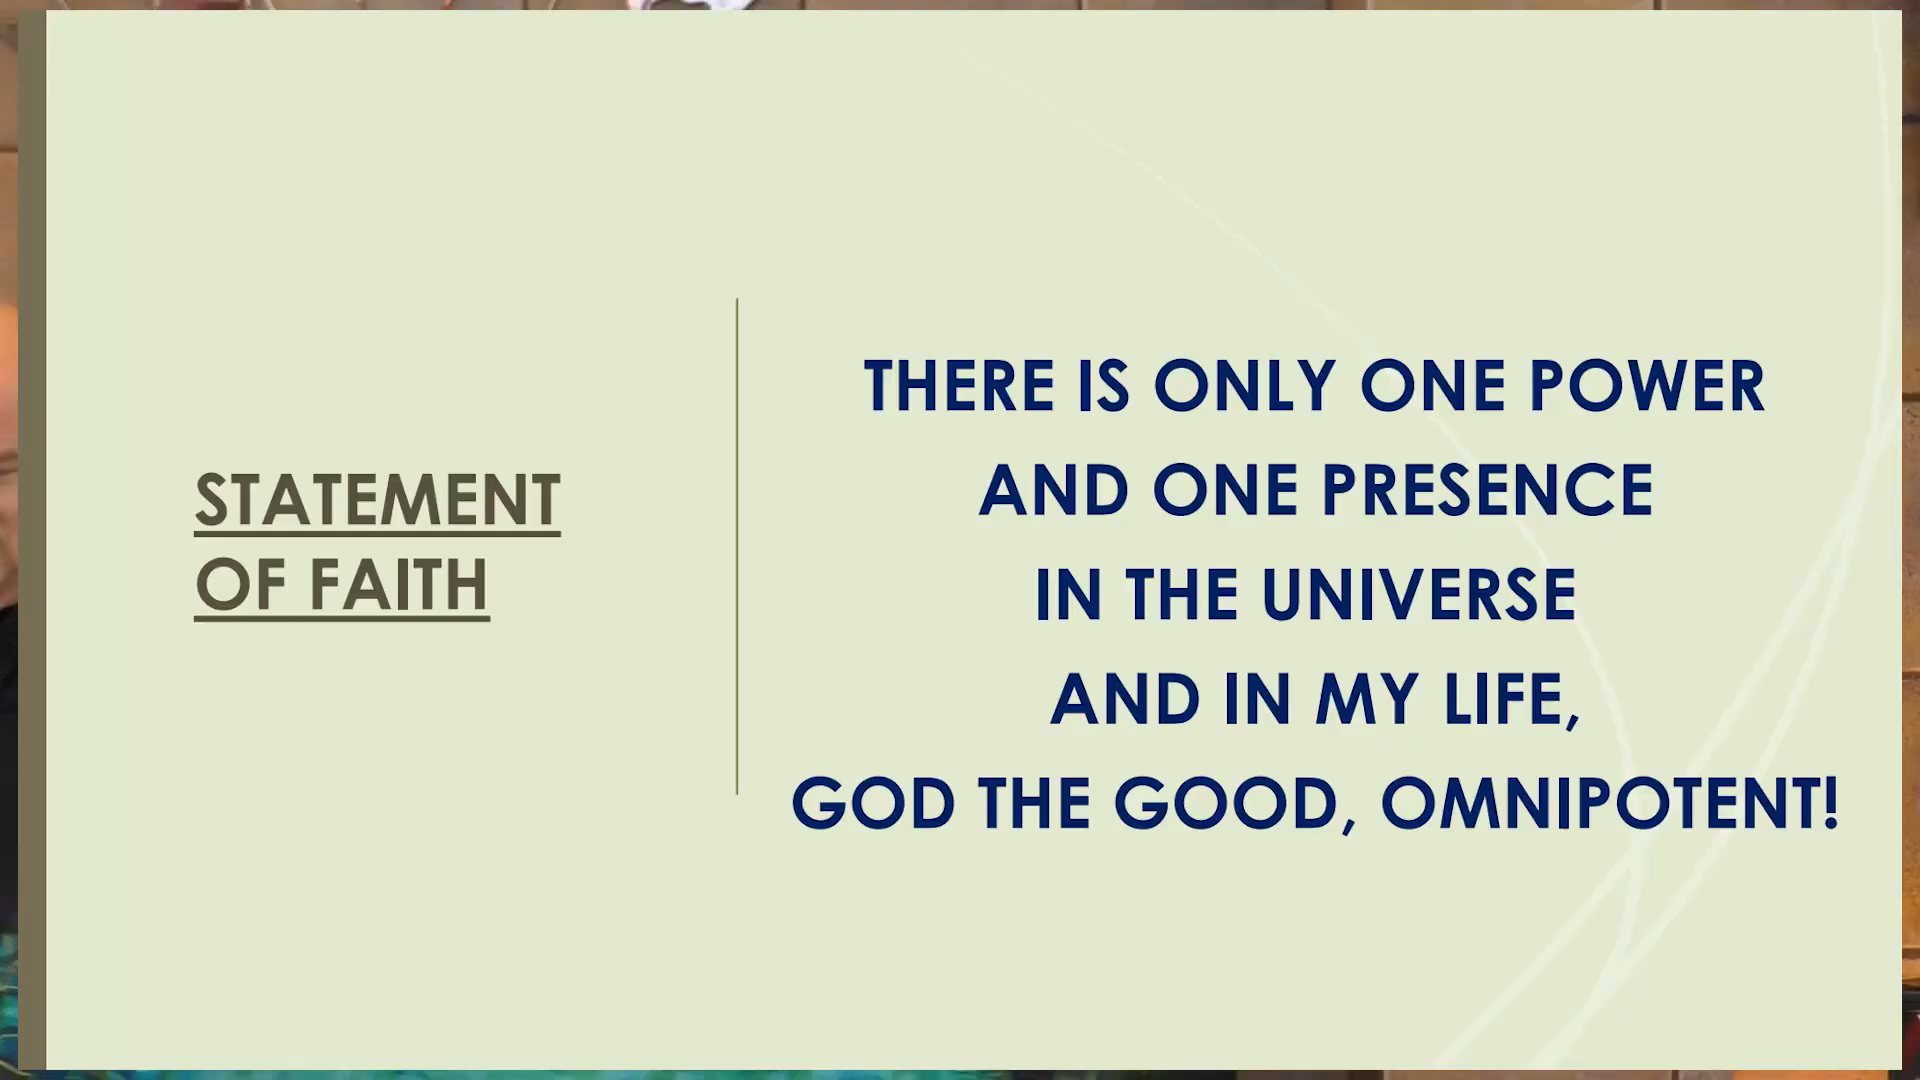 STATEMENT
OF FAITH
THERE IS ONLY ONE POWER
AND ONE PRESENCE
IN THE UNIVERSE
AND IN MY LIFE,
GOD THE GOOD, OMNIPOTENT!